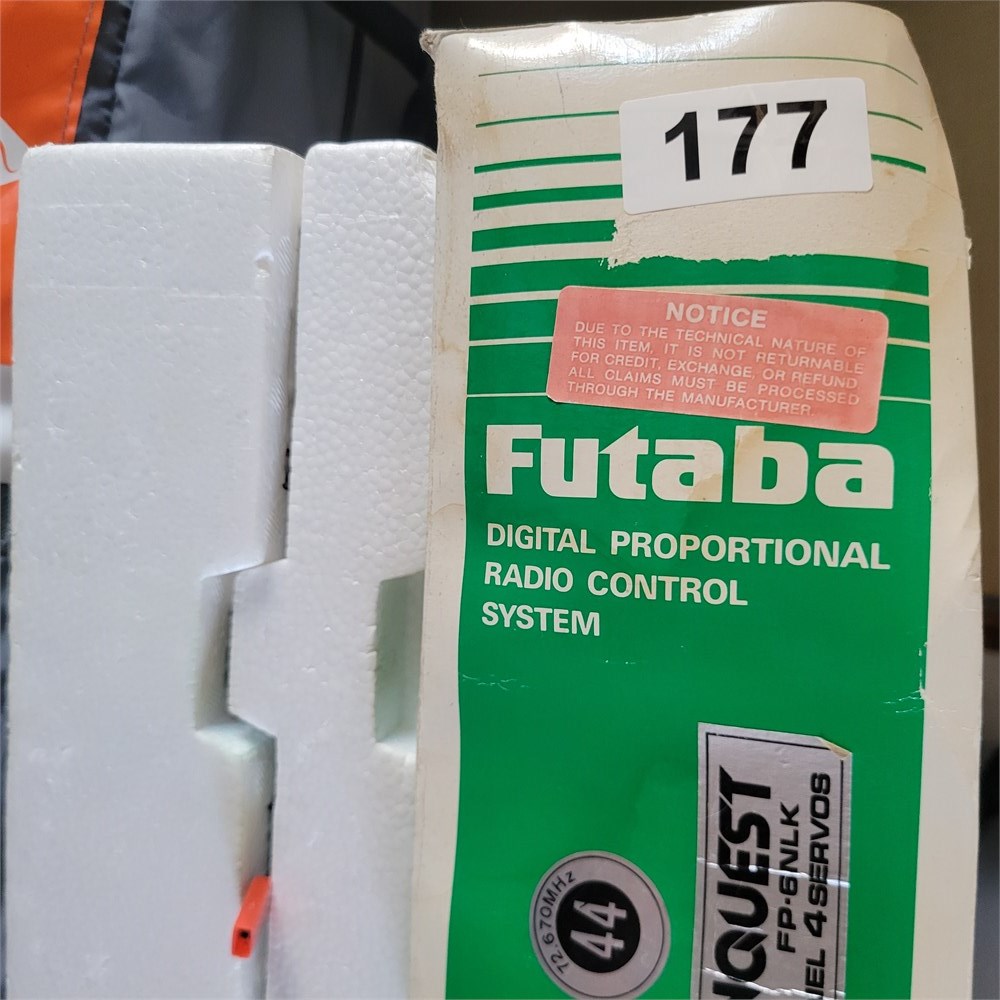 177
NOTICE
DUE TO THE TECHNICAL NATURE OF
THIS ITEM, IT IS NOT RETURNABLE
FOR CREDIT, EXCHANGE, OR REFUND
ALL CLAIMS MUST BE PROCESSED
THROUGH THE MANUFACTURER
Futaba
DIGITAL PROPORTIONAL
RADIO CONTROL
SYSTEM
72.670MHz
44
NQUEST
FP-6NLK
NEL 4 SERVOS